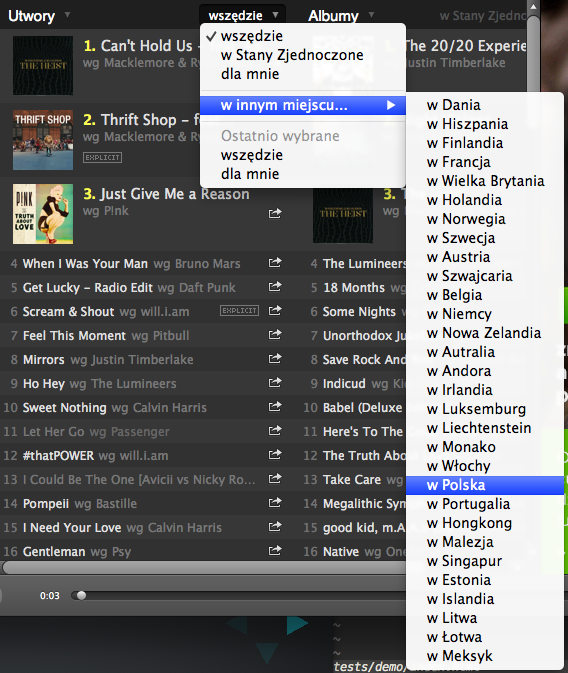 Utwory ▼ wszędzie ▼
1. Can't Hold Us –
wg Macklemore & Ry
THE HEIST
2. Thrift Shop – f
wg Macklemore & Ry
THRIFT SHOP
EXPLICIT
3. Just Give Me a Reason
wg P!nk
P!NK
THE TRUTH ABOUT LOVE
4 When I Was Your Man wg Bruno Mars
5 Get Lucky – Radio Edit wg Daft Punk
6 Scream & Shout wg will.i.am EXPLICIT
7 Feel This Moment wg Pitbull
8 Mirrors wg Justin Timberlake
9 Ho Hey wg The Lumineers
10 Sweet Nothing wg Calvin Harris
11 Let Her Go wg Passenger
12 #thatPOWER wg will.i.am
13 I Could Be The One [Avicii vs Nicky Ro...
14 Pompeii wg Bastille
15 I Need Your Love wg Calvin Harris
16 Gentleman wg Psy
0:03
wszędzie
w Stany Zjednoczone
dla mnie
w innym miejscu...
Ostatnio wybrane
wszędzie
dla mnie
Albumy ▼ w Stany Zjednoc
1. The 20/20 Experie
Justin Timberlake
3. Th
wg
THE HEIST
4 The Lumineers
5 18 Months wg
6 Some Nights
7 Unorthodox Ju
8 Save Rock And
9 Indicud wg Ki
10 Babel (Deluxe
11 Here's To The
12 The Truth Abou
13 Take Care wg
14 Megalithic Sym
15 good kid, m.A.
16 Native wg One
w Dania
w Hiszpania
w Finlandia
w Francja
w Wielka Brytania
w Holandia
w Norwegia
w Szwecja
w Austria
w Szwajcaria
w Belgia
w Niemcy
w Nowa Zelandia
w Autralia
w Andora
w Irlandia
w Luksemburg
w Liechtenstein
w Monako
w Włochy
w Polska
w Portugalia
w Hongkong
w Malezja
w Singapur
w Estonia
w Islandia
w Litwa
w Łotwa
w Meksyk
~
~
~
tests/demo/